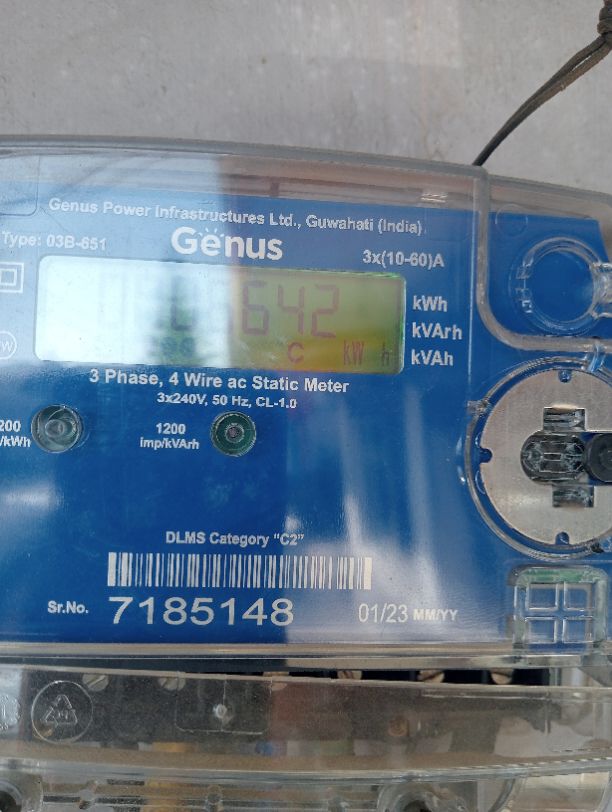 Genus Power Infrastructures Ltd., Guwahati (India)
Type: 03B-651
Genus
3x(10-60)A
642
kWh
kVArh
kVAh
C kW h
3 Phase, 4 Wire ac Static Meter
3x240V, 50 Hz, CL-1.0
1200
imp/kVArh
DLMS Category "C2"
Sr.No. 7185148 01/23 MM/YY